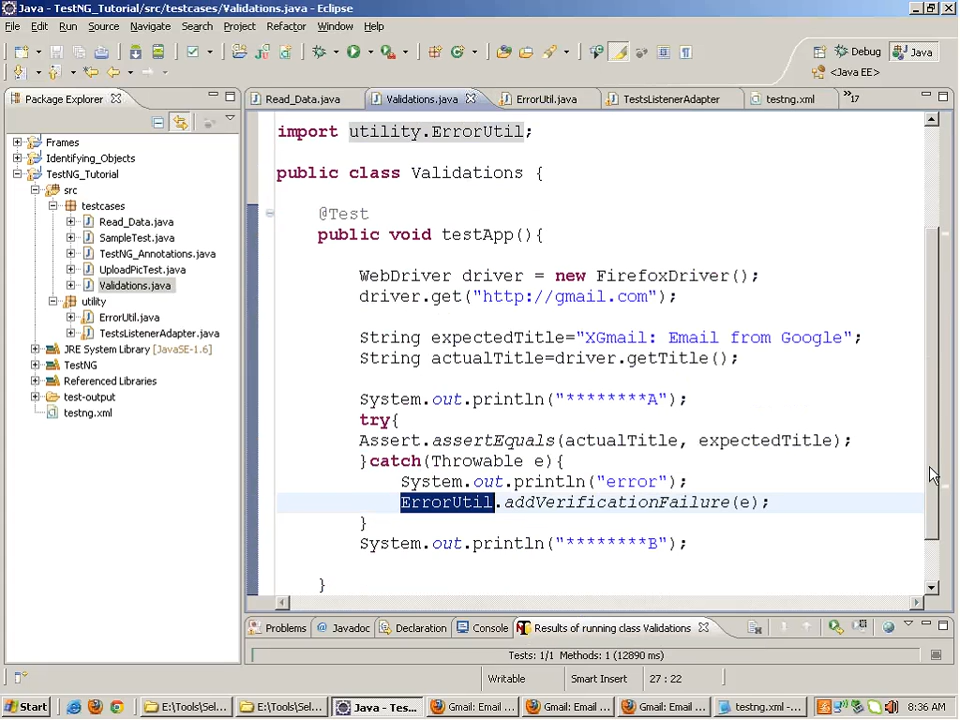 Java - TestNG_Tutorial/src/testcases/Validations.java - Eclipse
File Edit Run Source Navigate Search Project Refactor Window Help
Debug Java
<Java EE>
Package Explorer
Read_Data.java Validations.java ErrorUtil.java TestsListenerAdapter testng.xml »17
Frames
Identifying_Objects
TestNG_Tutorial
src
testcases
Read_Data.java
SampleTest.java
TestNG_Annotations.java
UploadPicTest.java
Validations.java
utility
ErrorUtil.java
TestsListenerAdapter.java
JRE System Library [JavaSE-1.6]
TestNG
Referenced Libraries
test-output
testng.xml
import utility.ErrorUtil;
public class Validations {
@Test
public void testApp(){
WebDriver driver = new FirefoxDriver();
driver.get("http://gmail.com");
String expectedTitle="XGmail: Email from Google";
String actualTitle=driver.getTitle();
System.out.println("********A");
try{
Assert.assertEquals(actualTitle, expectedTitle);
}catch(Throwable e){
System.out.println("error");
ErrorUtil.addVerificationFailure(e);
}
System.out.println("********B");
}
Problems Javadoc Declaration Console Results of running class Validations
Tests: 1/1 Methods: 1 (12890 ms)
Writable Smart Insert 27 : 22
Start E:\Tools\Sel... E:\Tools\Sel... Java - Tes... Gmail: Email ... Gmail: Email ... Gmail: Email ... testng.xml -... 8:36 AM